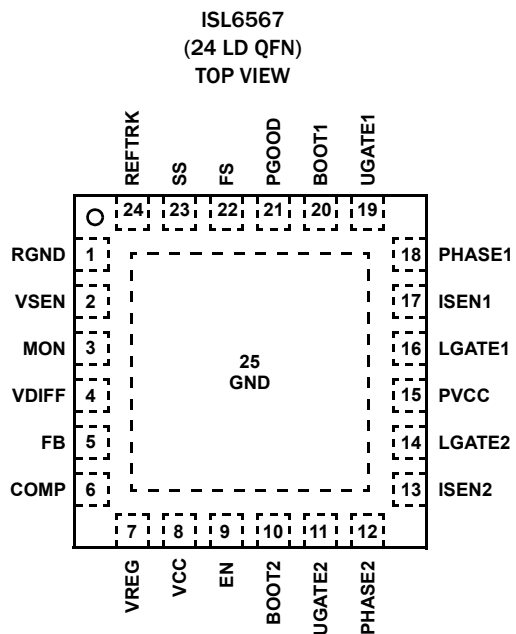 ISL6567
(24 LD QFN)
TOP VIEW
REFTRK
SS
FS
PGOOD
BOOT1
UGATE1
24
23
22
21
20
19
RGND 1
18 PHASE1
VSEN 2
17 ISEN1
MON 3
16 LGATE1
25
GND
VDIFF 4
15 PVCC
FB 5
14 LGATE2
COMP 6
13 ISEN2
7
8
9
10
11
12
VREG
VCC
EN
BOOT2
UGATE2
PHASE2